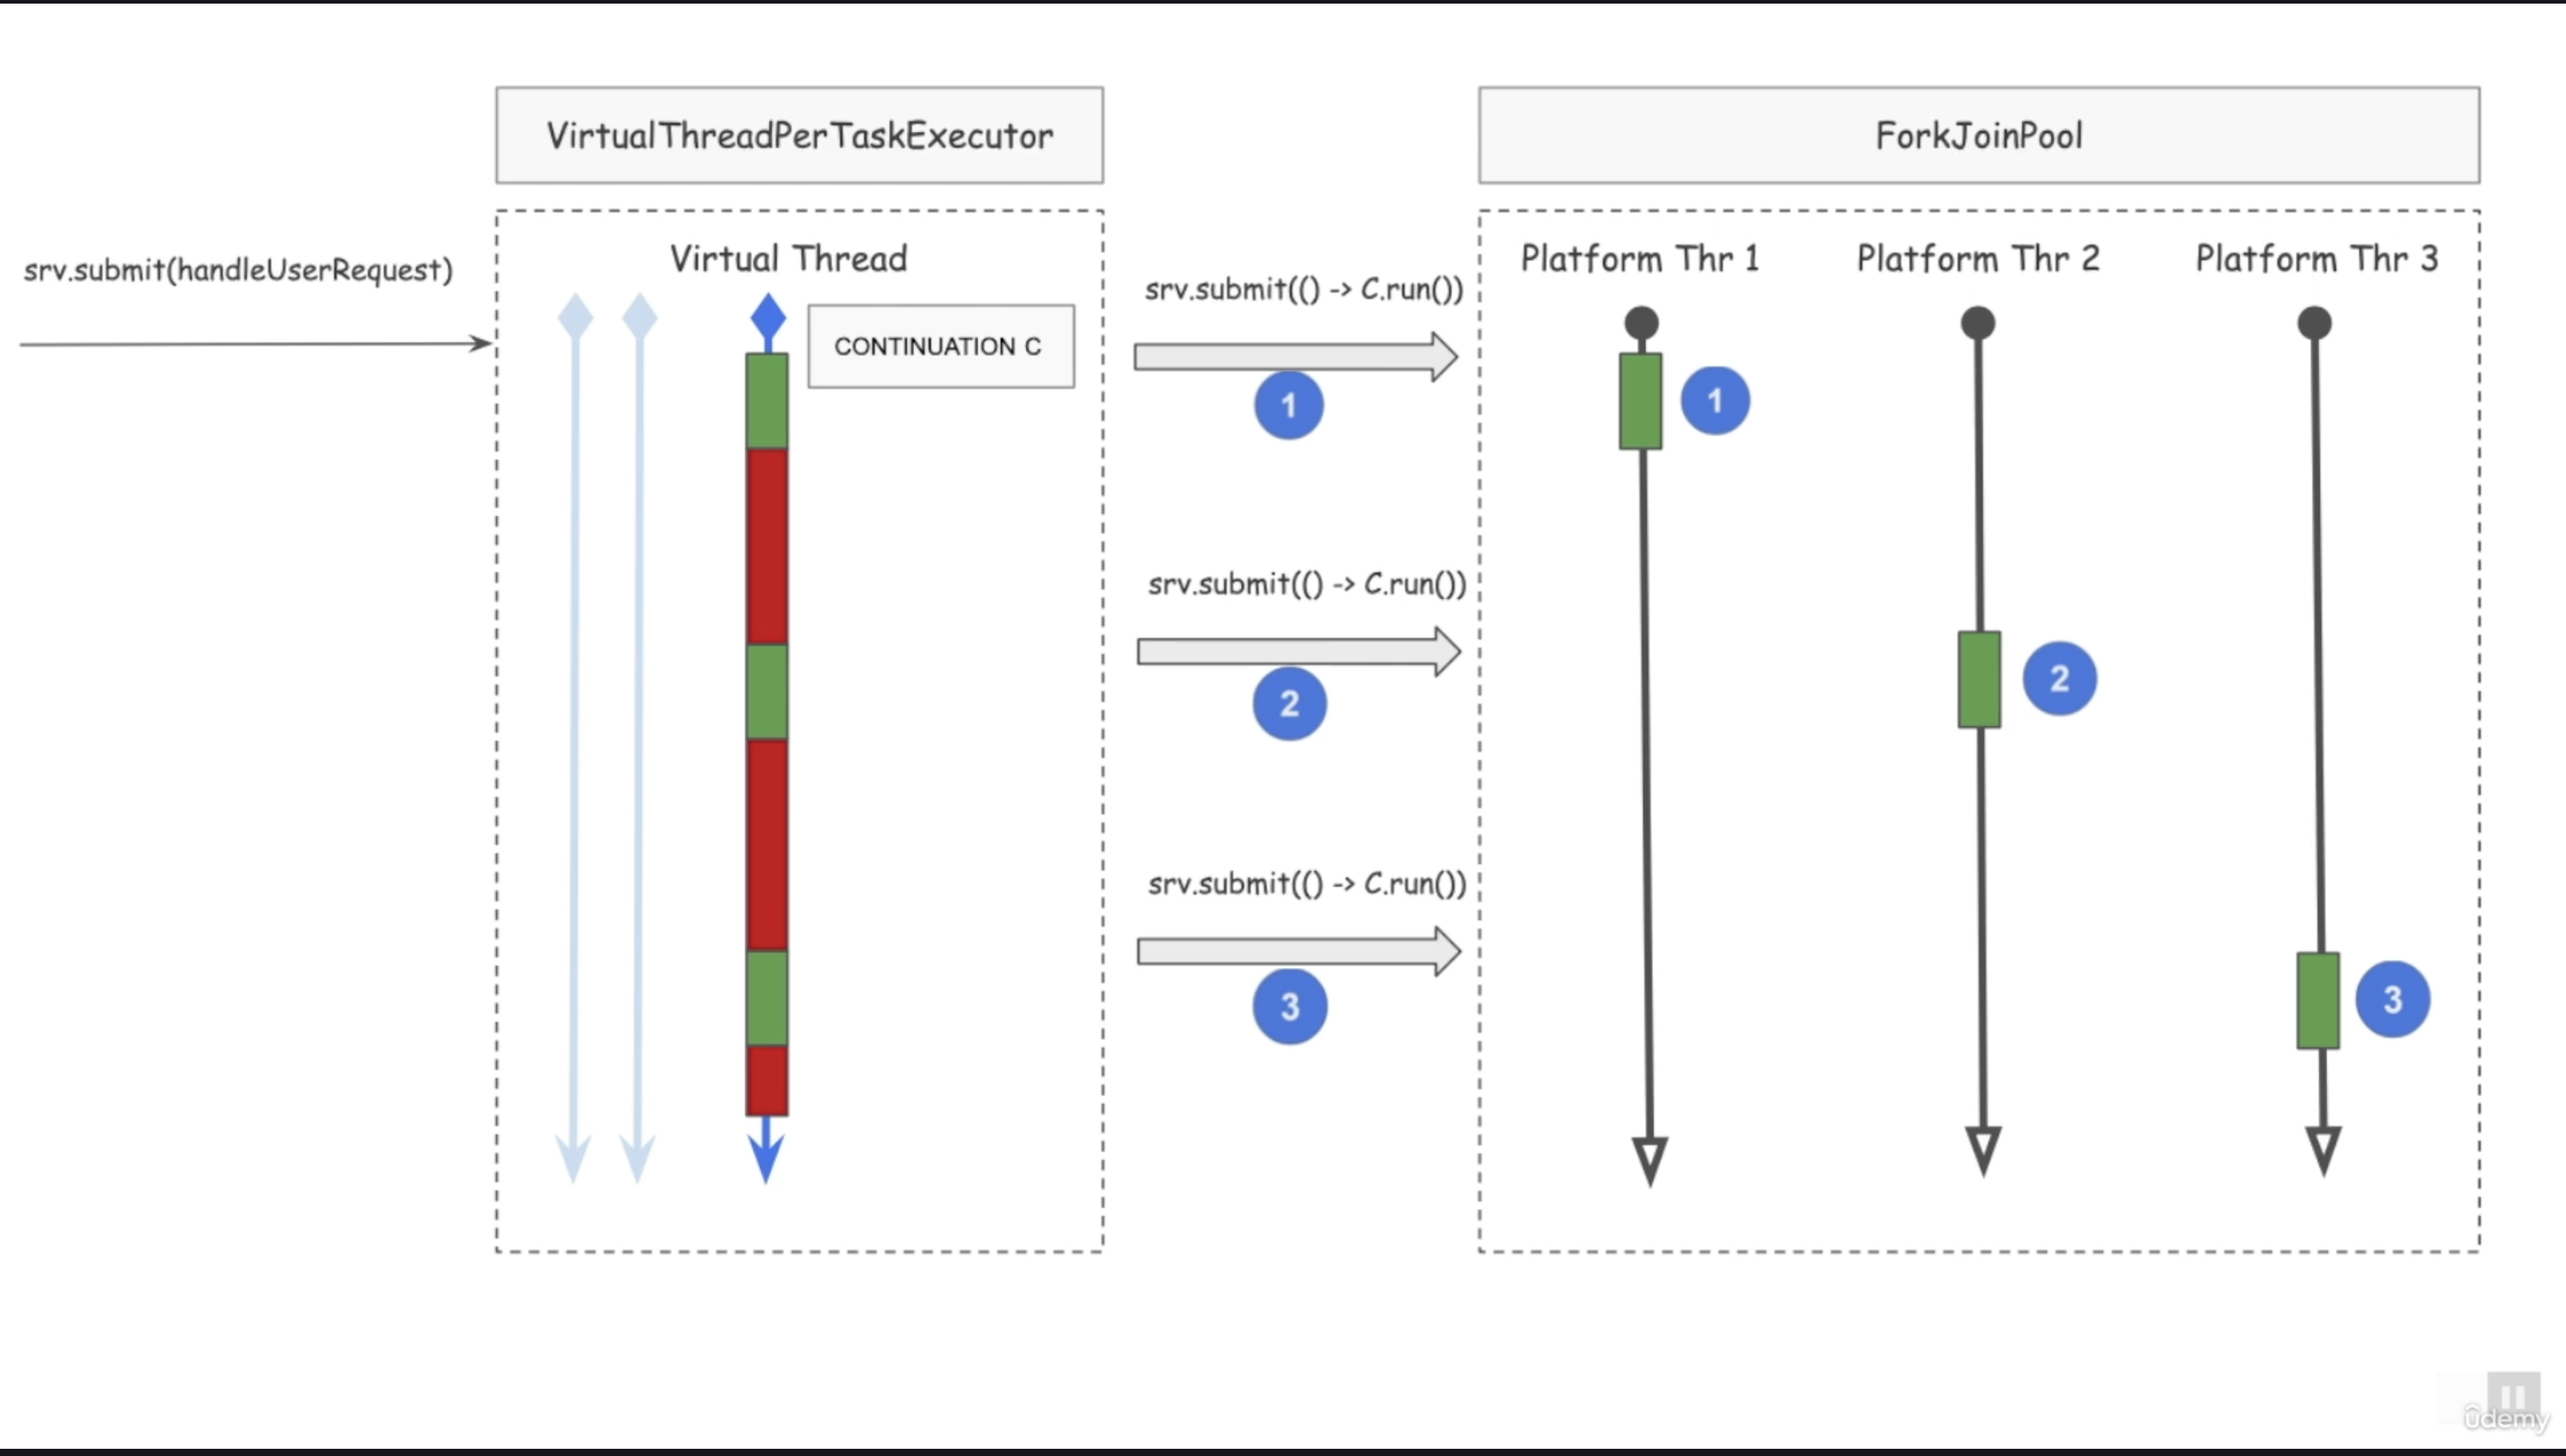 VirtualThreadPerTaskExecutor
ForkJoinPool
srv.submit(handleUserRequest)
Virtual Thread
CONTINUATION C
srv.submit(() -> C.run())
1
srv.submit(() -> C.run())
2
srv.submit(() -> C.run())
3
Platform Thr 1
Platform Thr 2
Platform Thr 3
1
2
3
ûdemy